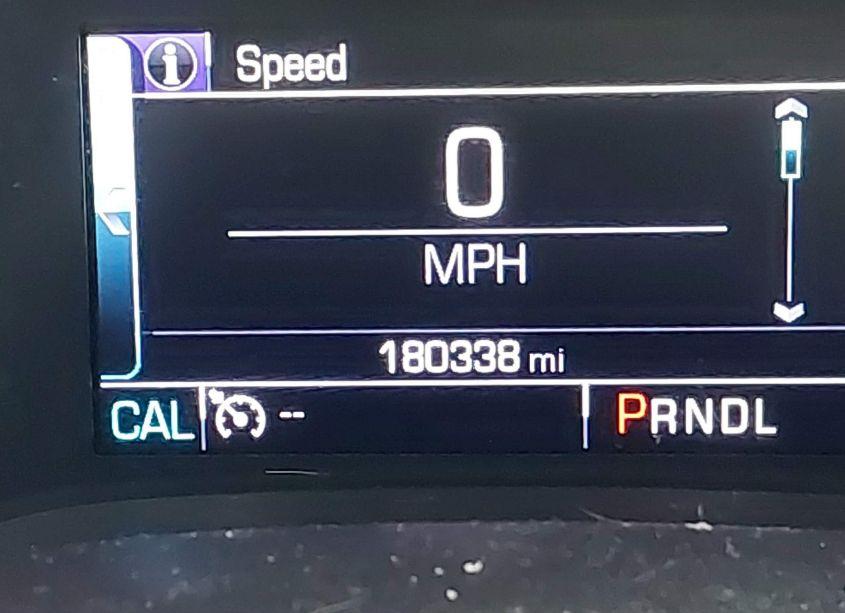 i Speed
0
MPH
180338 mi
CAL -- PRNDL